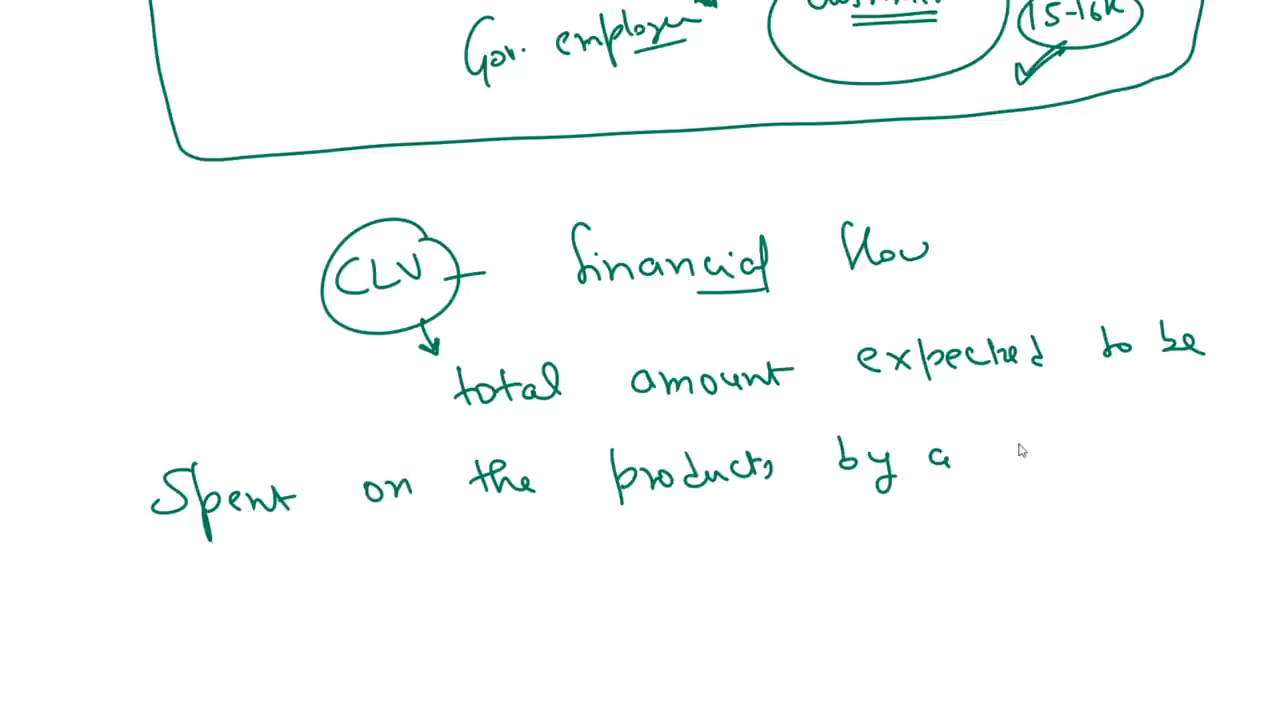 Gov. employee 15-16k
CLV - financial flow
total amount expected to be
Spent on the products by a